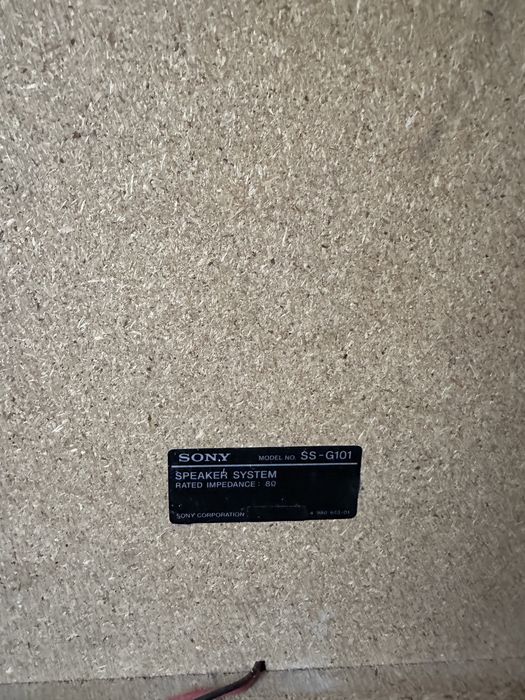 SONY MODEL NO. SS-G101
SPEAKER SYSTEM
RATED IMPEDANCE: 8Ω
SONY CORPORATION